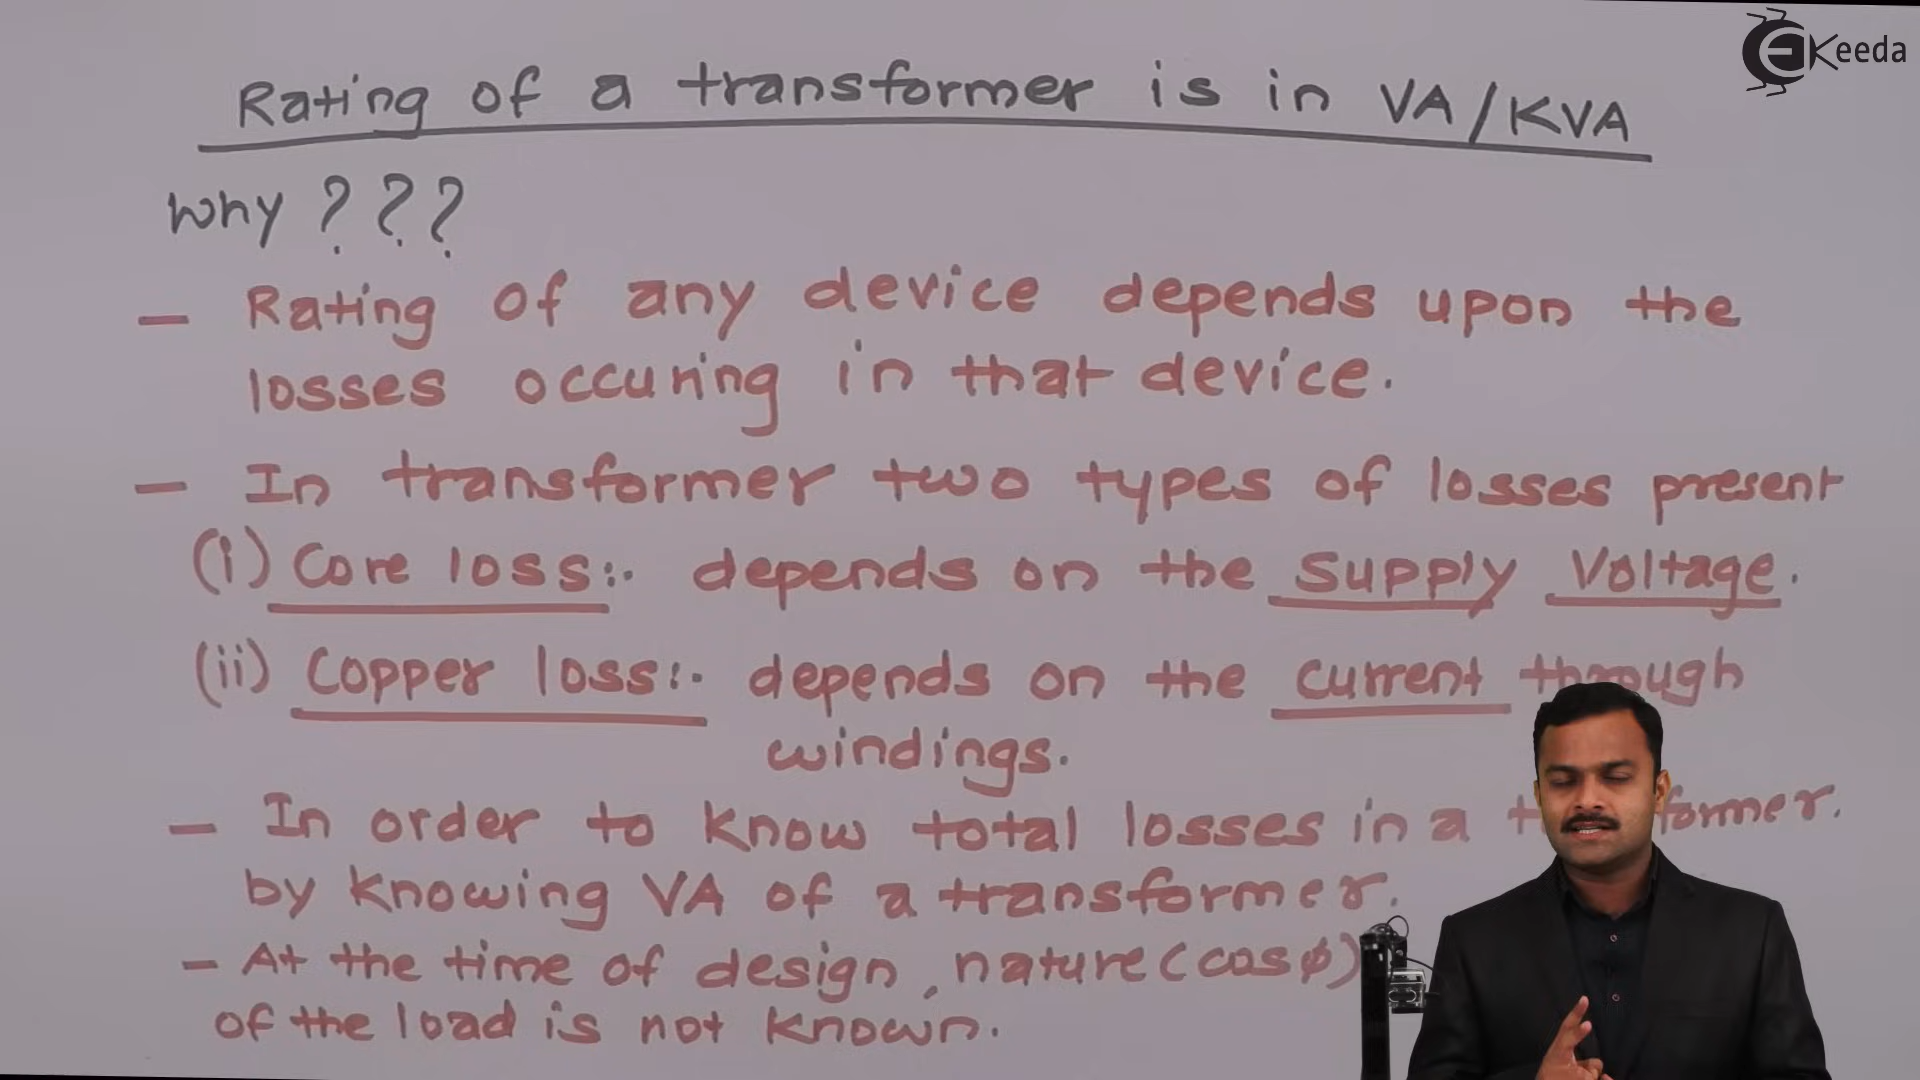 EKeeda
Rating of a transformer is in VA/KVA
Why ???
- Rating of any device depends upon the
losses occuring in that device.
- In transformer two types of losses present
(i) Core loss:- depends on the supply voltage.
(ii) Copper loss:- depends on the current through
windings.
- In order to know total losses in a former.
by knowing VA of a transformer.
- At the time of design, nature (cos φ)
of the load is not known.